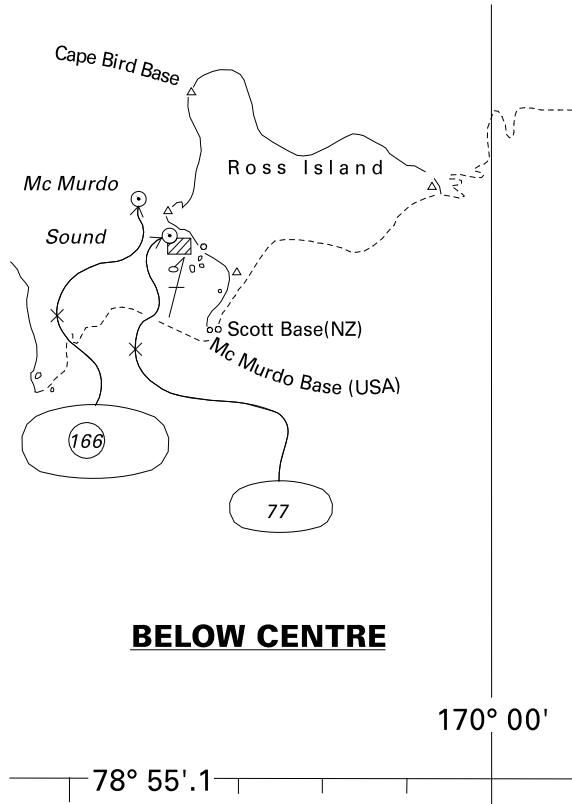 Cape Bird Base
Ross Island
Mc Murdo
Sound
Scott Base(NZ)
Mc Murdo Base (USA)
166
77
BELOW CENTRE
170° 00'
78° 55'.1